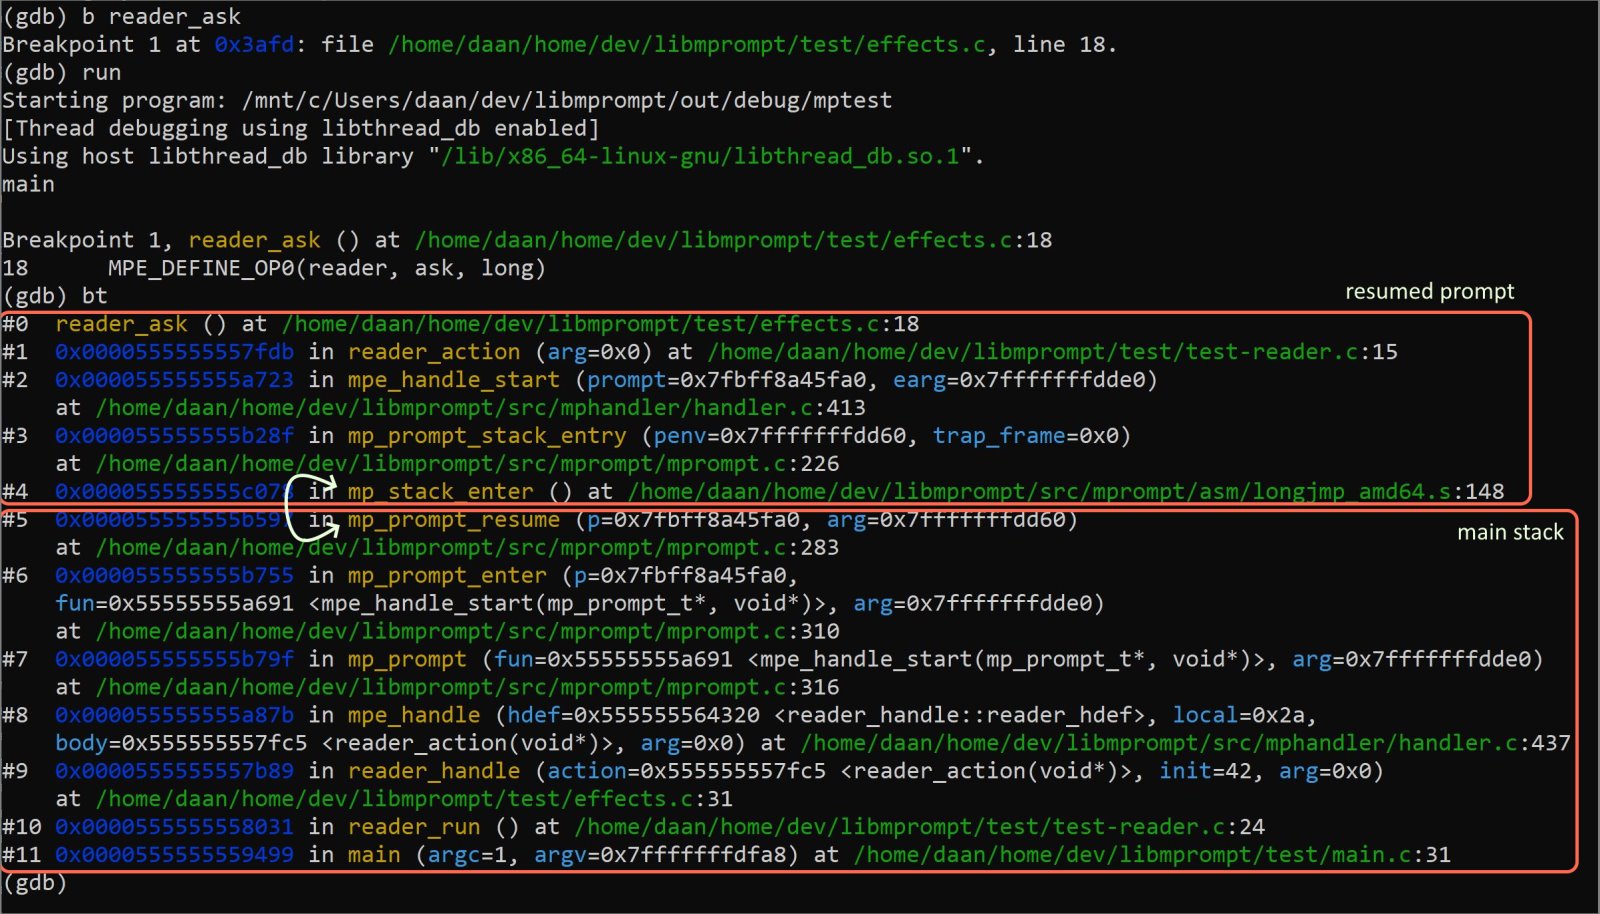 (gdb) b reader_ask
Breakpoint 1 at 0x3afd: file /home/daan/home/dev/libmprompt/test/effects.c, line 18.
(gdb) run
Starting program: /mnt/c/Users/daan/dev/libmprompt/out/debug/mptest
[Thread debugging using libthread_db enabled]
Using host libthread_db library "/lib/x86_64-linux-gnu/libthread_db.so.1".
main
Breakpoint 1, reader_ask () at /home/daan/home/dev/libmprompt/test/effects.c:18
18      MPE_DEFINE_OP0(reader, ask, long)
(gdb) bt
resumed prompt
#0  reader_ask () at /home/daan/home/dev/libmprompt/test/effects.c:18
#1  0x0000555555557fdb in reader_action (arg=0x0) at /home/daan/home/dev/libmprompt/test/test-reader.c:15
#2  0x000055555555a723 in mpe_handle_start (prompt=0x7fbff8a45fa0, earg=0x7fffffffdde0)
    at /home/daan/home/dev/libmprompt/src/mphandler/handler.c:413
#3  0x000055555555b28f in mp_prompt_stack_entry (penv=0x7fffffffdd60, trap_frame=0x0)
    at /home/daan/home/dev/libmprompt/src/mprompt/mprompt.c:226
#4  in mp_stack_enter () at /home/daan/home/dev/libmprompt/src/mprompt/asm/longjmp_amd64.s:148
#5  in mp_prompt_resume (p=0x7fbff8a45fa0, arg=0x7fffffffdd60)
main stack
    at /home/daan/home/dev/libmprompt/src/mprompt/mprompt.c:283
#6  0x000055555555b755 in mp_prompt_enter (p=0x7fbff8a45fa0,
    fun=0x55555555a691 <mpe_handle_start(mp_prompt_t*, void*)>, arg=0x7fffffffdde0)
    at /home/daan/home/dev/libmprompt/src/mprompt/mprompt.c:310
#7  0x000055555555b79f in mp_prompt (fun=0x55555555a691 <mpe_handle_start(mp_prompt_t*, void*)>, arg=0x7fffffffdde0)
    at /home/daan/home/dev/libmprompt/src/mprompt/mprompt.c:316
#8  0x000055555555a87b in mpe_handle (hdef=0x555555564320 <reader_handle::reader_hdef>, local=0x2a,
    body=0x555555557fc5 <reader_action(void*)>, arg=0x0) at /home/daan/home/dev/libmprompt/src/mphandler/handler.c:437
#9  0x0000555555557b89 in reader_handle (action=0x555555557fc5 <reader_action(void*)>, init=42, arg=0x0)
    at /home/daan/home/dev/libmprompt/test/effects.c:31
#10 0x0000555555558031 in reader_run () at /home/daan/home/dev/libmprompt/test/test-reader.c:24
#11 0x0000555555559499 in main (argc=1, argv=0x7fffffffdfa8) at /home/daan/home/dev/libmprompt/test/main.c:31
(gdb)